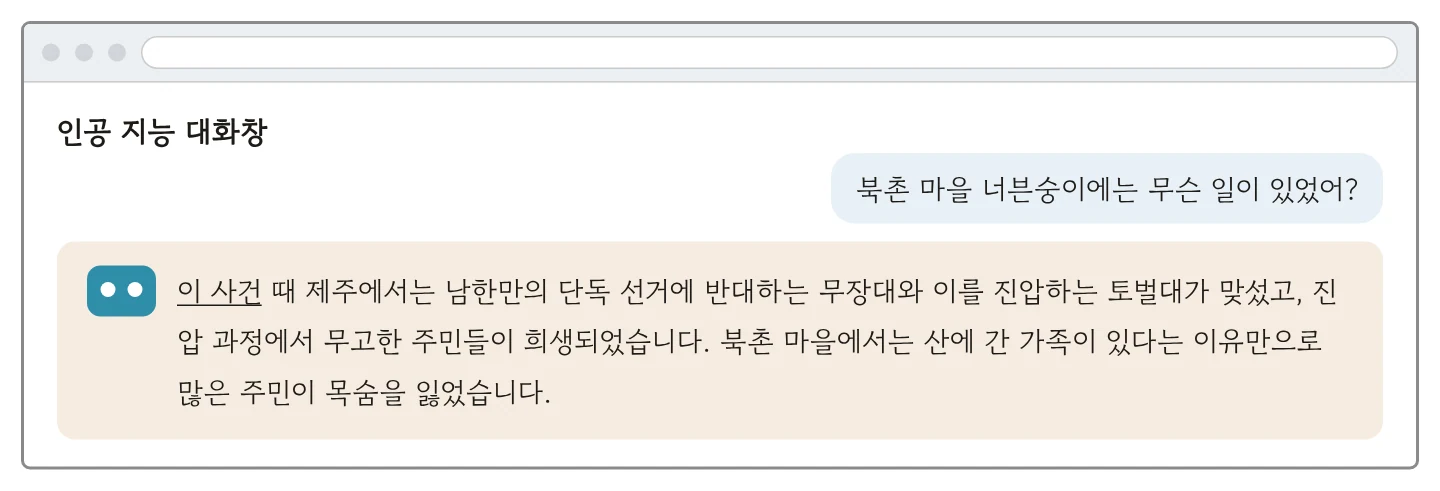 인공 지능 대화창
북촌 마을 너븐숭이에는 무슨 일이 있었어?
이 사건 때 제주에서는 남한만의 단독 선거에 반대하는 무장대와 이를 진압하는 토벌대가 맞섰고, 진
압 과정에서 무고한 주민들이 희생되었습니다. 북촌 마을에서는 산에 간 가족이 있다는 이유만으로
많은 주민이 목숨을 잃었습니다.